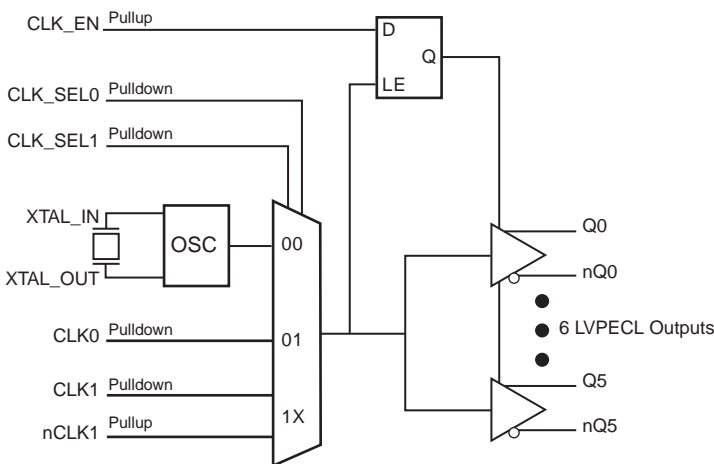 CLK_EN Pullup
D
Q
LE
CLK_SEL0 Pulldown
CLK_SEL1 Pulldown
XTAL_IN
OSC
XTAL_OUT
00
CLK0 Pulldown
01
CLK1 Pulldown
1X
nCLK1 Pullup
Q0
nQ0
6 LVPECL Outputs
Q5
nQ5